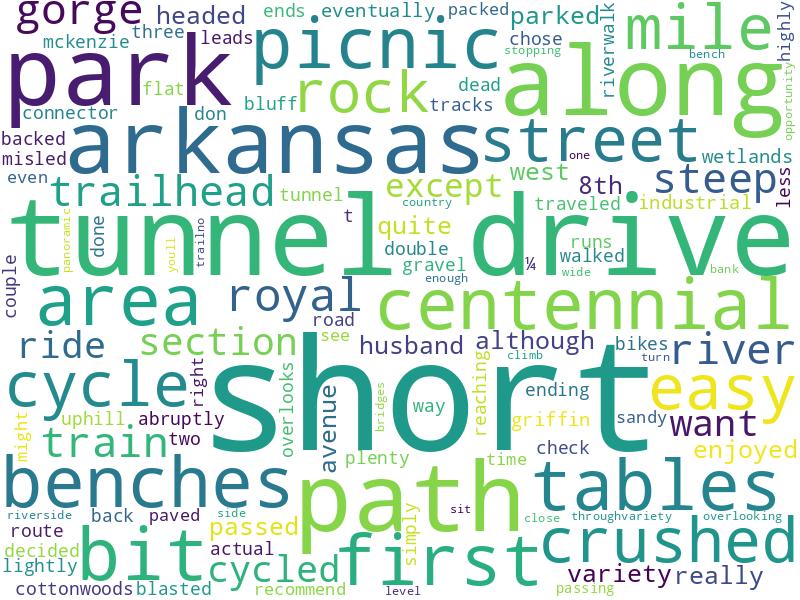 gorge headed ends eventually packed parked riverwalk mile highly
mckenzie three leads picnic chose stopping bench
park flat rock along opportunity
connector bluff don tracks dead
backed arkansas street wetlands
misled west steep less
even trailhead tunnel except 8th one
t country traveled industrial
tunnel drive
panoramic done youll trailno quite double runs walked
couple gravel ¼ wide bank
area royal enough centennial
road
ride section see husband although bikes river
right overlooks climb turn
cycle short reaching ending easy
might uphill abruptly avenue bridges way griffin sandy want
train two check enjoyed
plenty time
benches path tables
riverside back paved side sit close throughvariety overlooking
route passed simply
decided bit actual first crushed
lightly cycled variety really
cottonwoods blasted recommend level passing